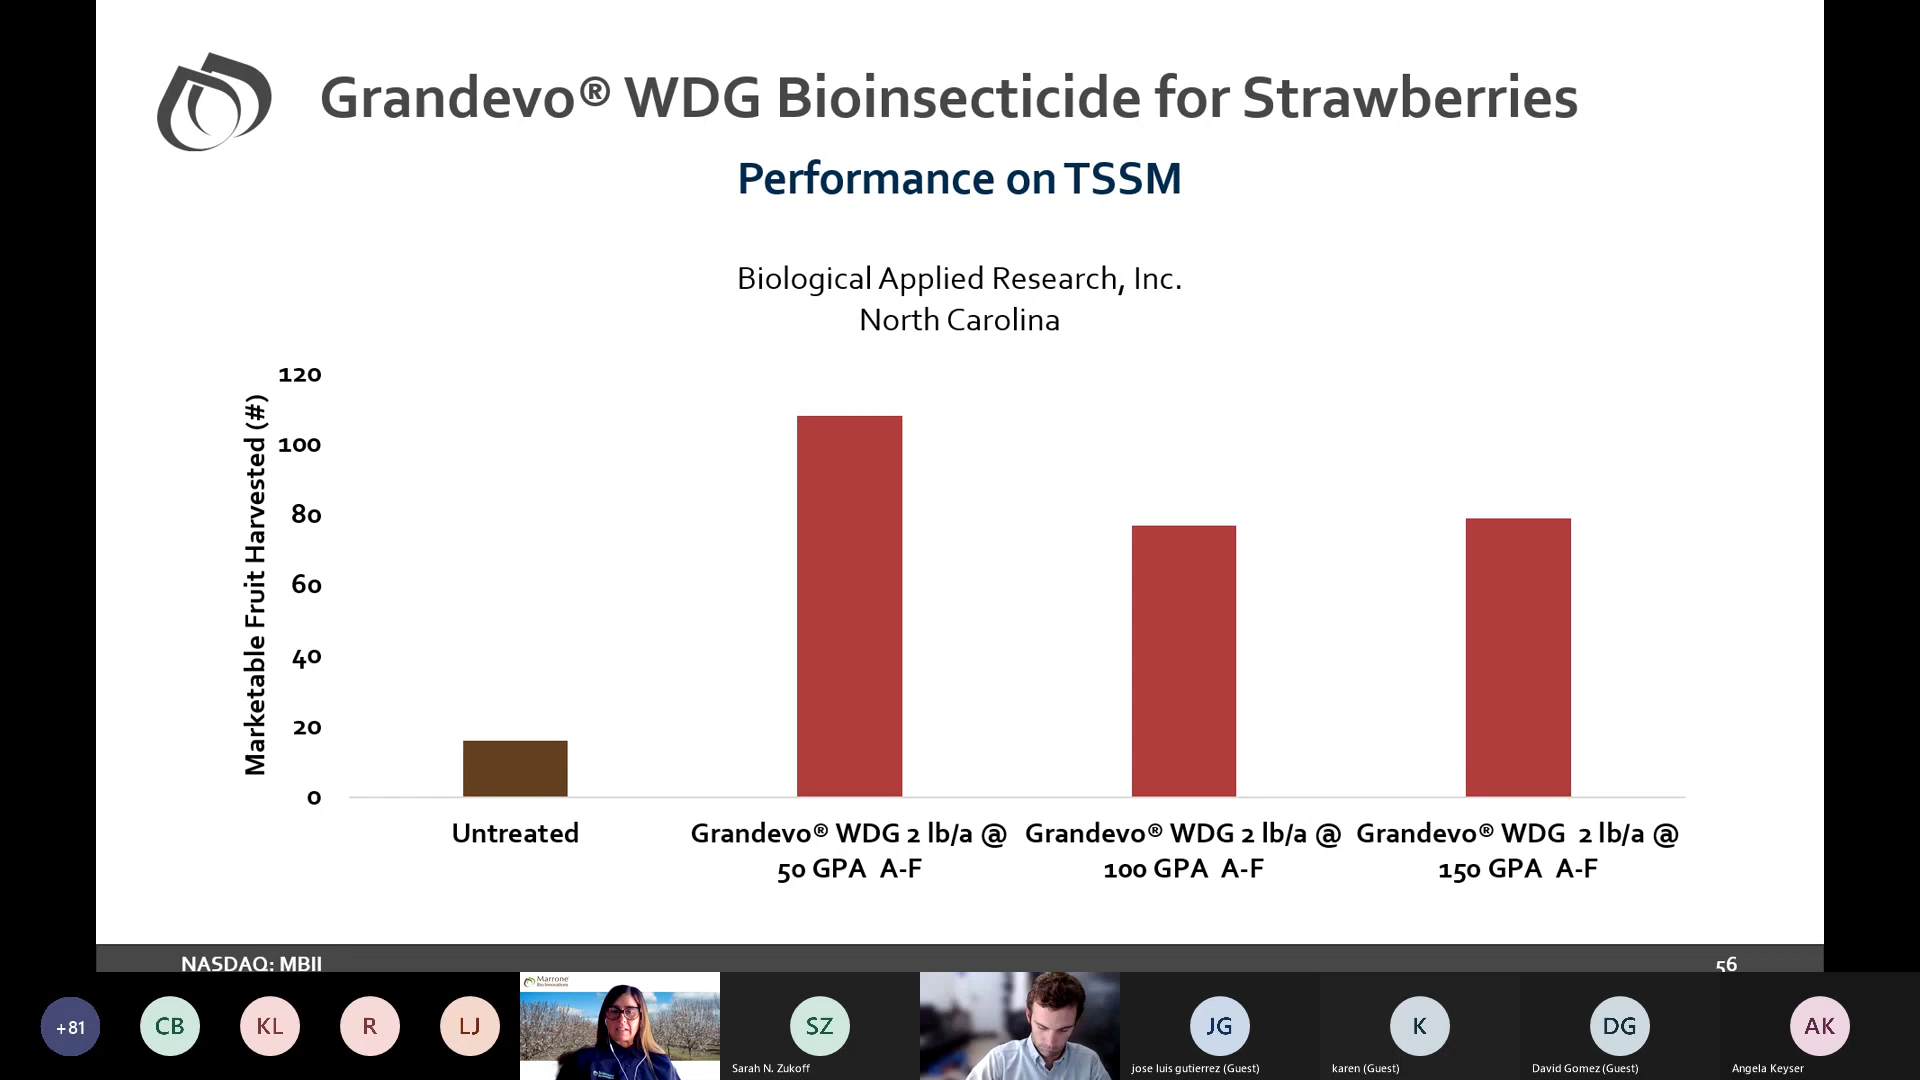 Grandevo® WDG Bioinsecticide for Strawberries
Performance on TSSM
Biological Applied Research, Inc.
North Carolina
Marketable Fruit Harvested (#)
120
100
80
60
40
20
0
Untreated
Grandevo® WDG 2 lb/a @
50 GPA A-F
Grandevo® WDG 2 lb/a @
100 GPA A-F
Grandevo® WDG 2 lb/a @
150 GPA A-F
NASDAQ: MBII
56
+81
CB
KL
R
LJ
Marrone
Bio Innovations
SZ
Sarah N. Zukoff
JG
jose luis gutierrez (Guest)
K
karen (Guest)
DG
David Gomez (Guest)
AK
Angela Keyser